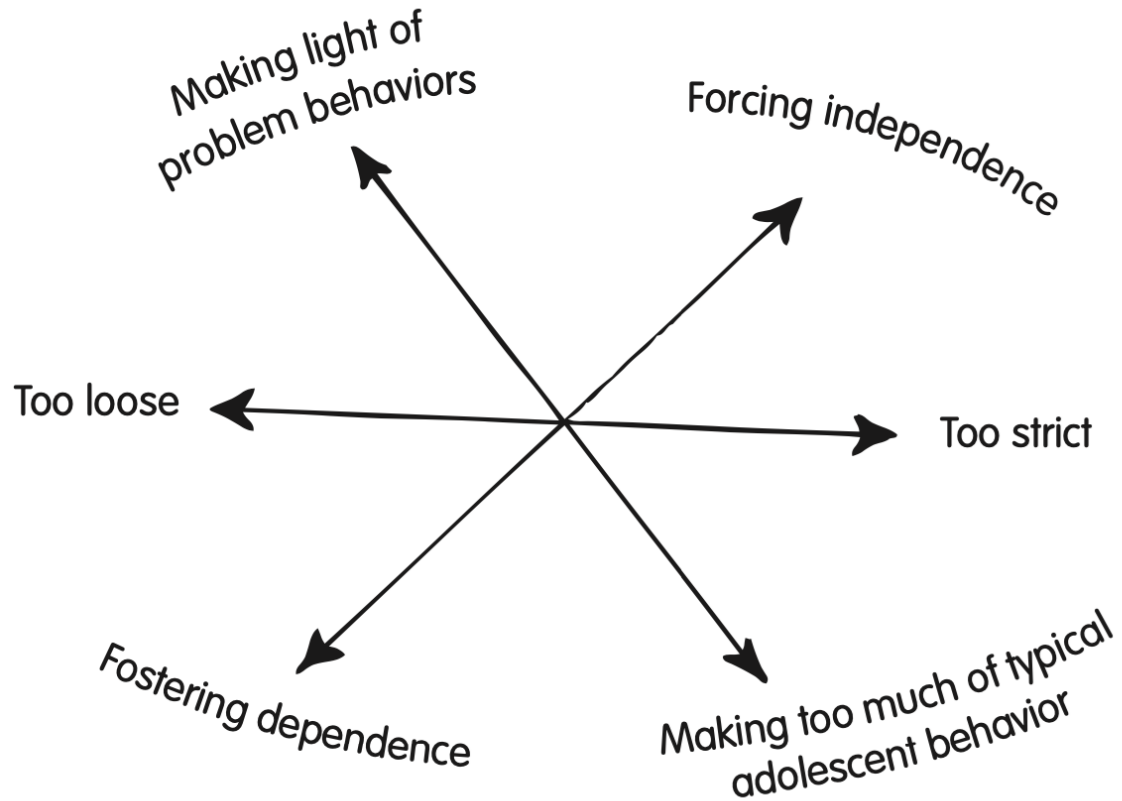 Making light of
problem behaviors
Forcing independence
Too loose
Too strict
Fostering dependence
Making too much of typical
adolescent behavior